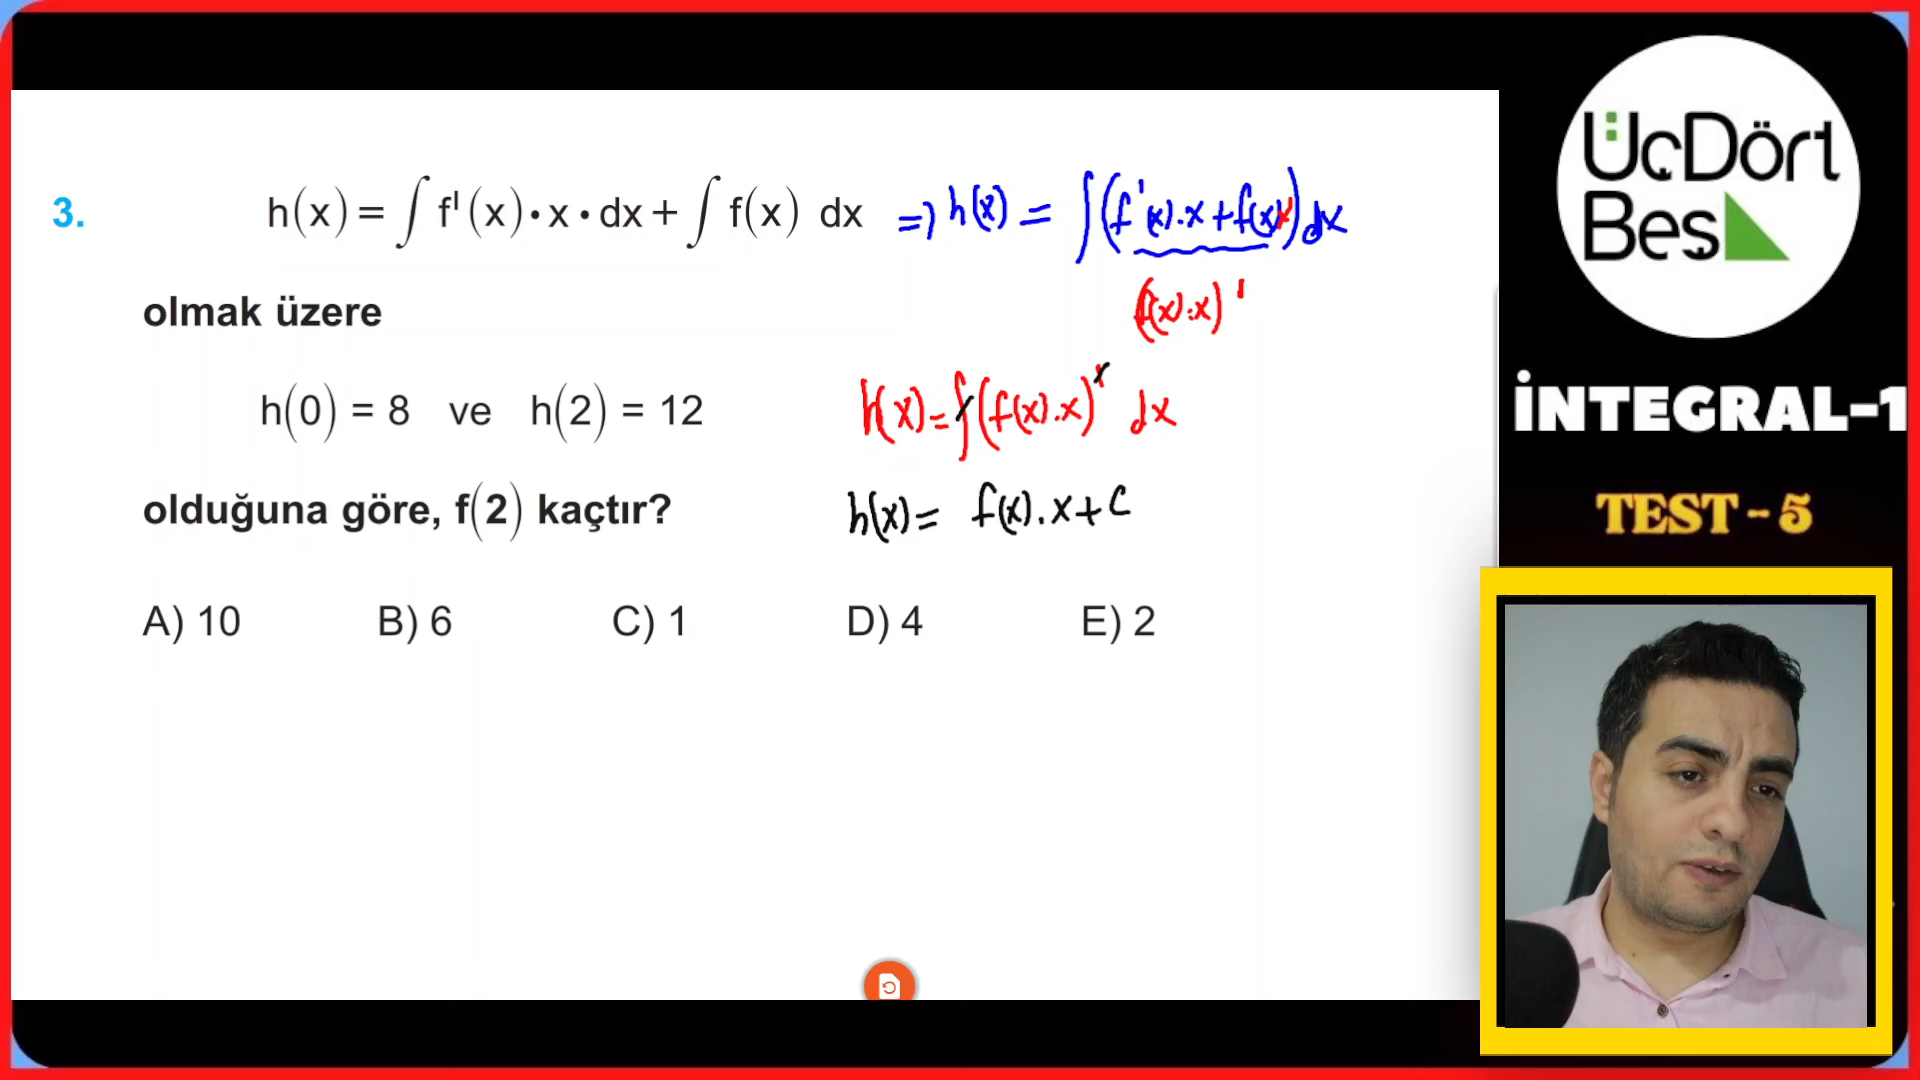 3. h(x) = ∫ f'(x)·x·dx + ∫ f(x) dx ⇒ h(x) = ∫(f'(x).x+f(x).x')dx
(f(x).x)'
olmak üzere
h(0) = 8 ve h(2) = 12
h(x)=∫(f(x).x)' dx
olduğuna göre, f(2) kaçtır?
h(x)= f(x).x+c
A) 10 B) 6 C) 1 D) 4 E) 2
ÜçDört
Beş
İNTEGRAL-1
TEST - 5